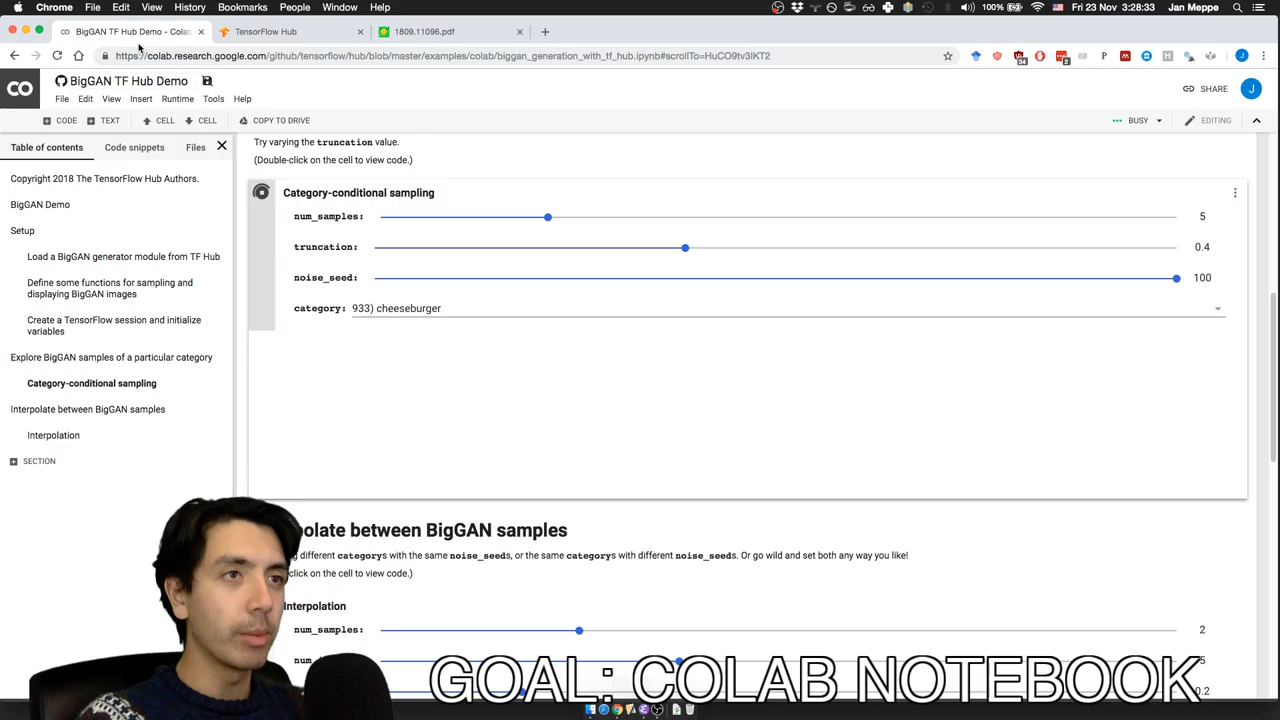 Chrome File Edit View History Bookmarks People Window Help
100% Fri 23 Nov 3:28:33 Jan Meppe
BigGAN TF Hub Demo - Cola
TensorFlow Hub
1809.11096.pdf
https://colab.research.google.com/github/tensorflow/hub/blob/master/examples/colab/biggan_generation_with_tf_hub.ipynb#scrollTo=HuCO9tv3IKT2
CO
BigGAN TF Hub Demo
SHARE
J
File Edit View Insert Runtime Tools Help
CODE TEXT CELL CELL COPY TO DRIVE
BUSY EDITING
Table of contents Code snippets Files
Copyright 2018 The TensorFlow Hub Authors.
BigGAN Demo
Setup
Load a BigGAN generator module from TF Hub
Define some functions for sampling and
displaying BigGAN images
Create a TensorFlow session and initialize
variables
Explore BigGAN samples of a particular category
Category-conditional sampling
Interpolate between BigGAN samples
Interpolation
SECTION
Try varying the truncation value.
(Double-click on the cell to view code.)
Category-conditional sampling
num_samples: 5
truncation: 0.4
noise_seed: 100
category: 933) cheeseburger
polate between BigGAN samples
different categorys with the same noise_seeds, or the same categorys with different noise_seeds. Or go wild and set both any way you like!
click on the cell to view code.)
Interpolation
num_samples: 2
5
0.2
GOAL: COLAB NOTEBOOK